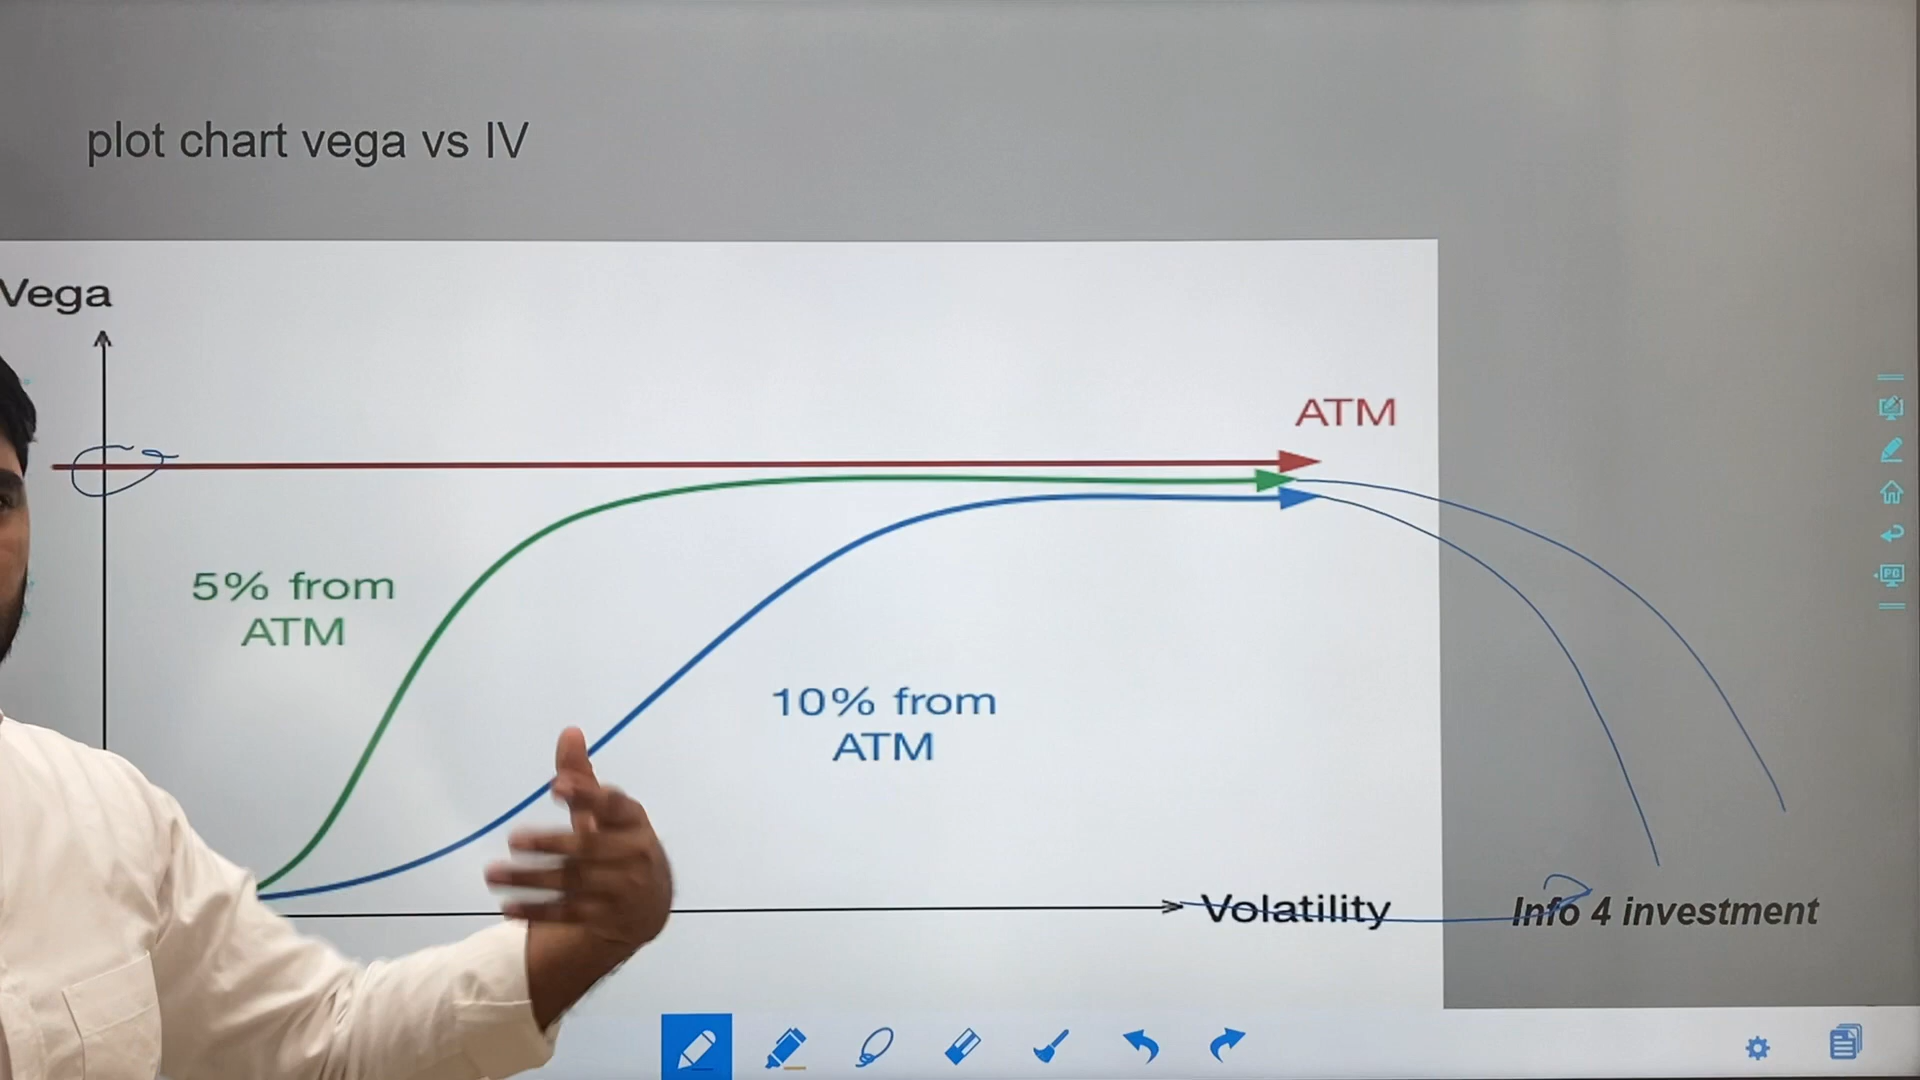 plot chart vega vs IV
Vega
ATM
5% from
ATM
10% from
ATM
Volatility
Info 4 investment